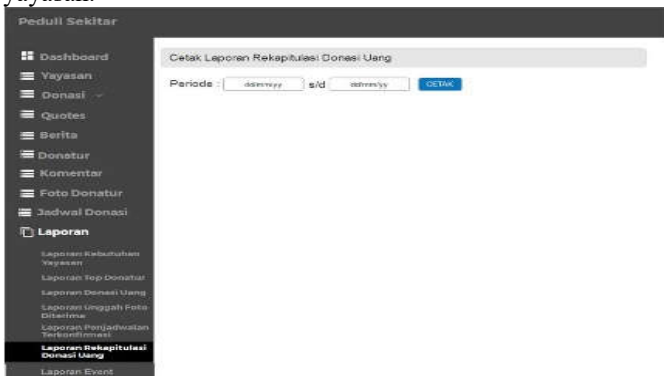 yayasan.
Peduli Sekitar
Dashboard
Yayasan
Donasi
Quotes
Berita
Donatur
Komentar
Foto Donatur
Jadwal Donasi
Laporan
Laporan Kebutuhan
Yayasan
Laporan Top Donatur
Laporan Donasi Uang
Laporan Unggah Foto
Diterima
Laporan Penjadwalan
Terkonfirmasi
Laporan Rekapitulasi
Donasi Uang
Laporan Event
Cetak Laporan Rekapitulasi Donasi Uang
Periode : dd/mm/yy s/d dd/mm/yy CETAK